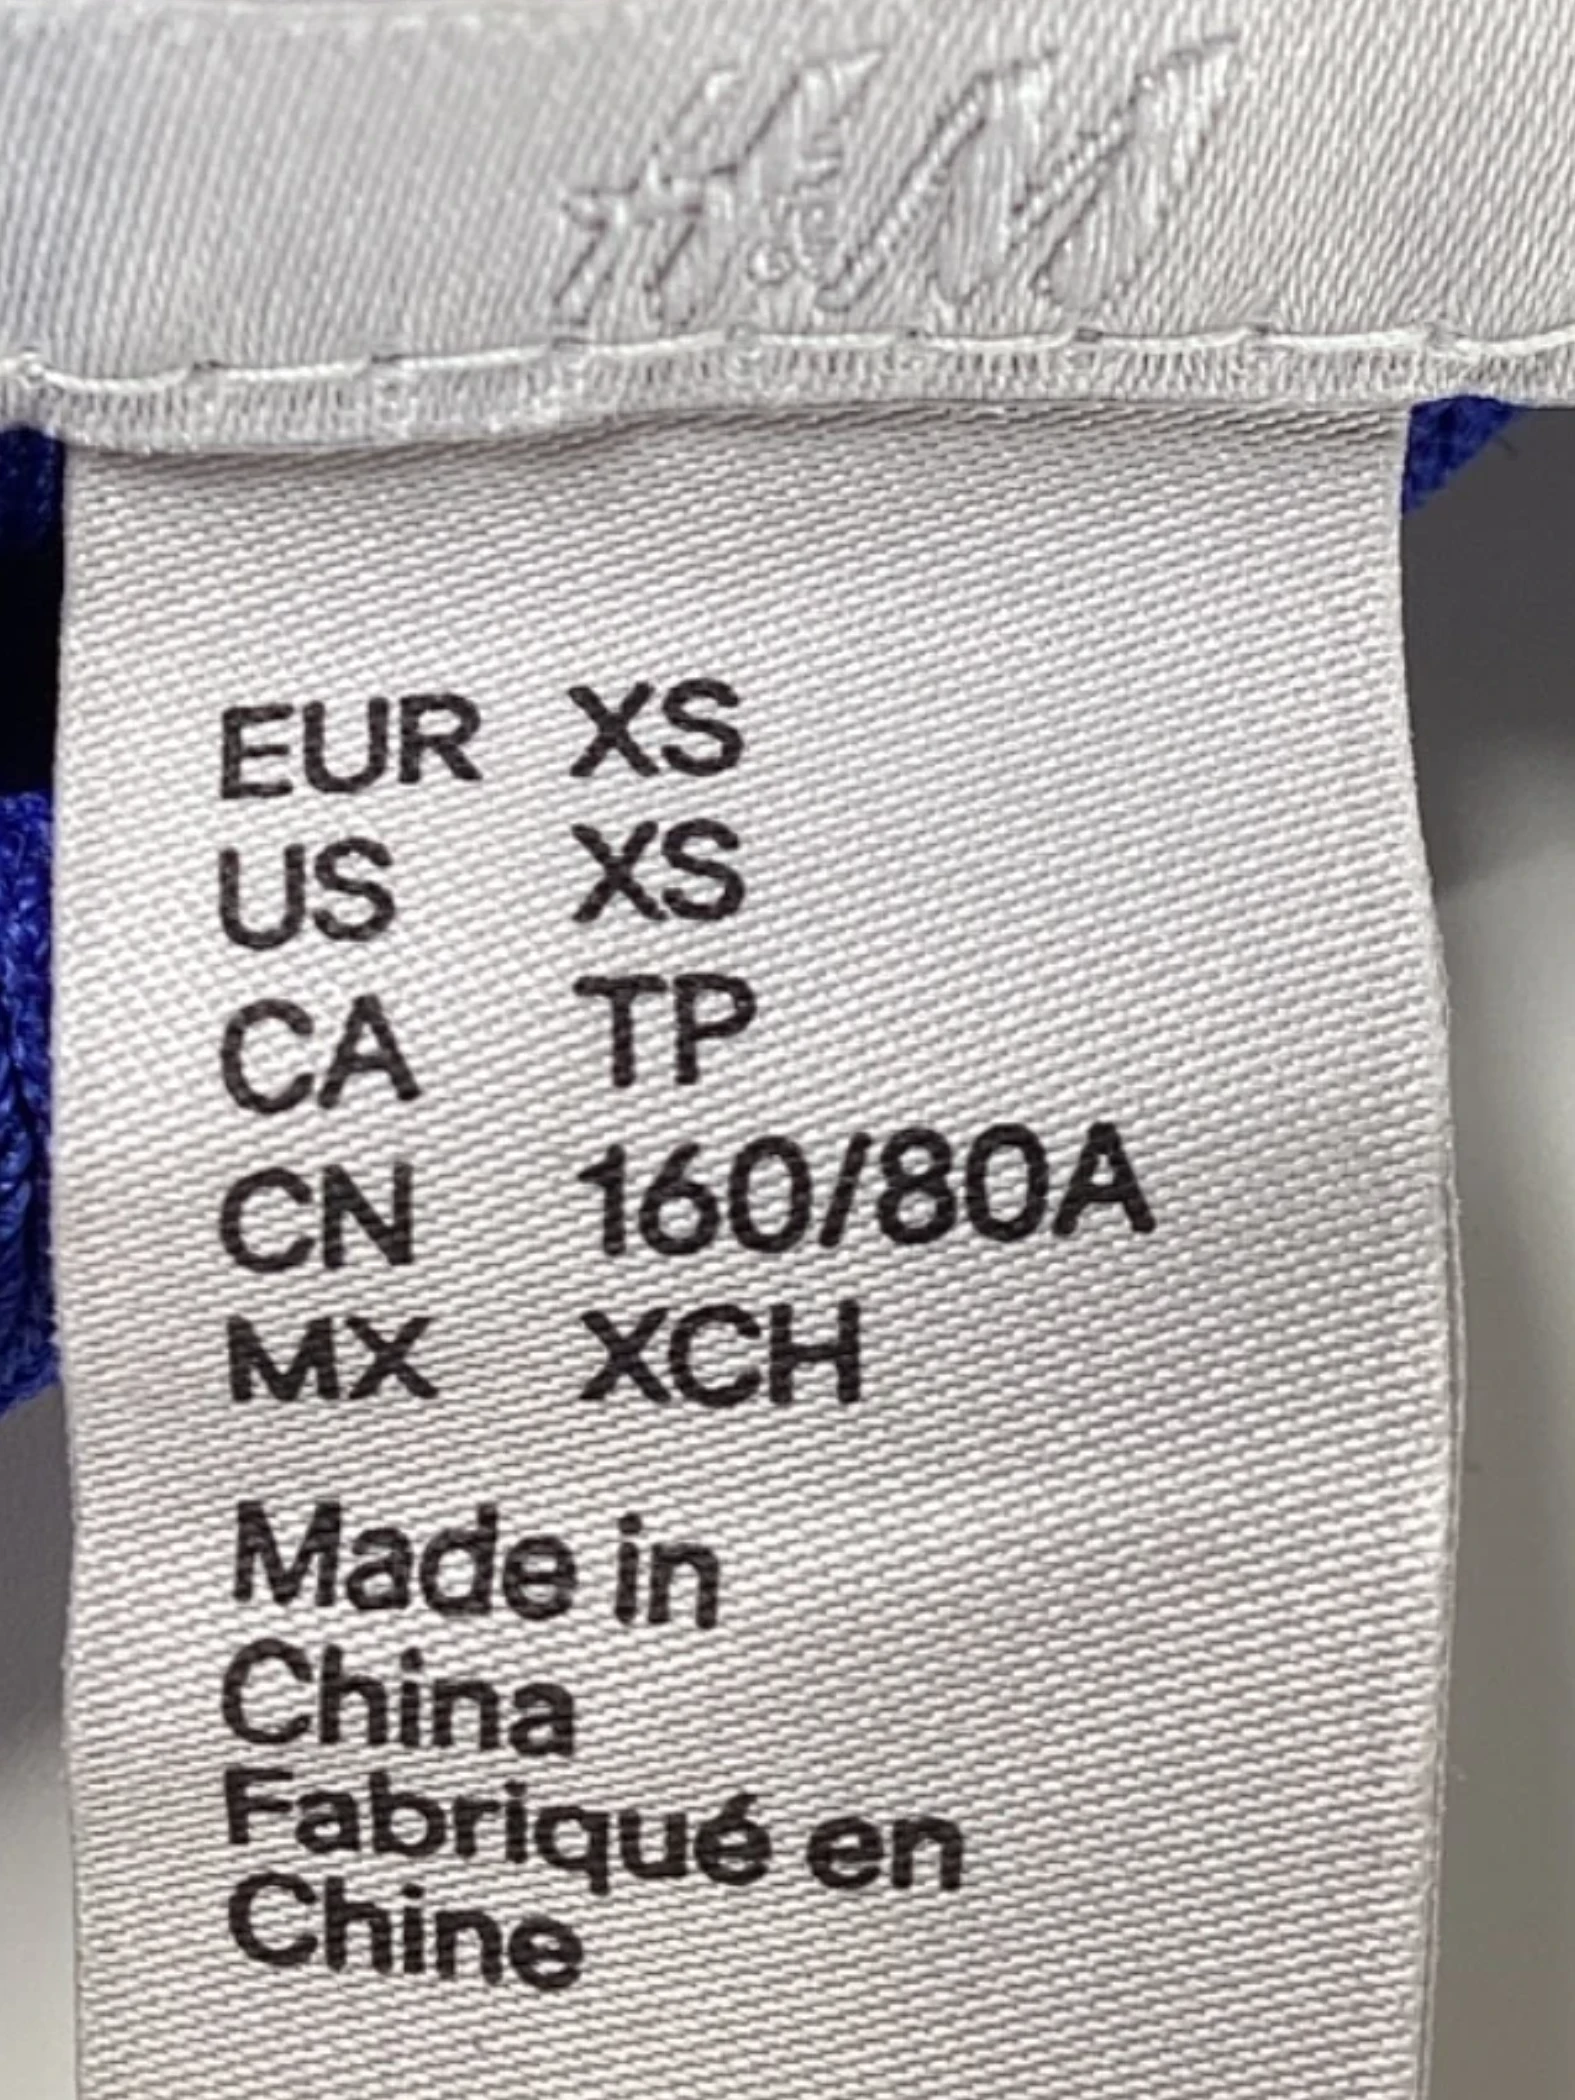 H&M
EUR XS
US XS
CA TP
CN 160/80A
MX XCH
Made in
China
Fabriqué en
Chine